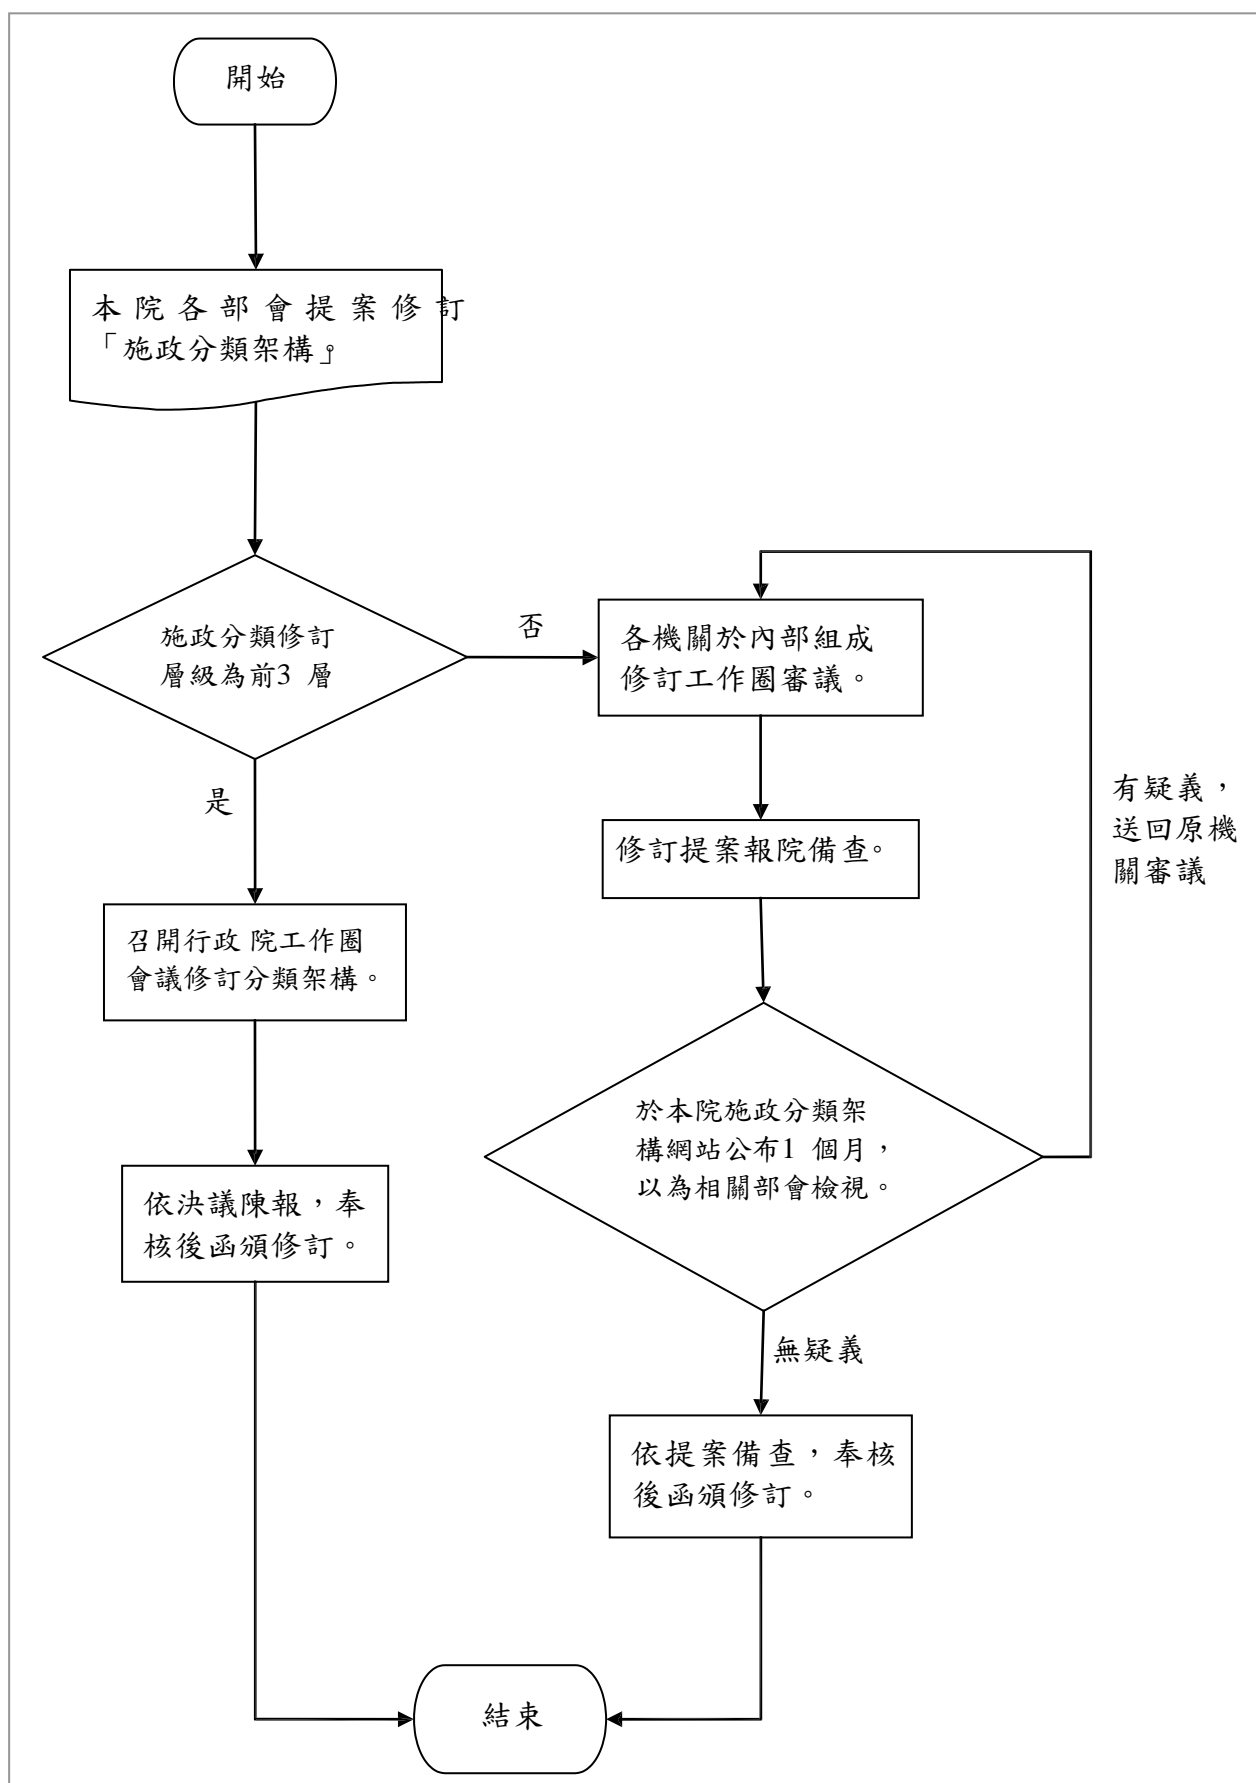 開始
本院各部會提案修訂
「施政分類架構」。
施政分類修訂
層級為前3 層
否
是
各機關於內部組成
修訂工作圈審議。
修訂提案報院備查。
有疑義，
送回原機
關審議
召開行政 院工作圈
會議修訂分類架構。
於本院施政分類架
構網站公布1 個月，
以為相關部會檢視。
依決議陳報，奉
核後函頒修訂。
無疑義
依提案備查，奉核
後函頒修訂。
結束